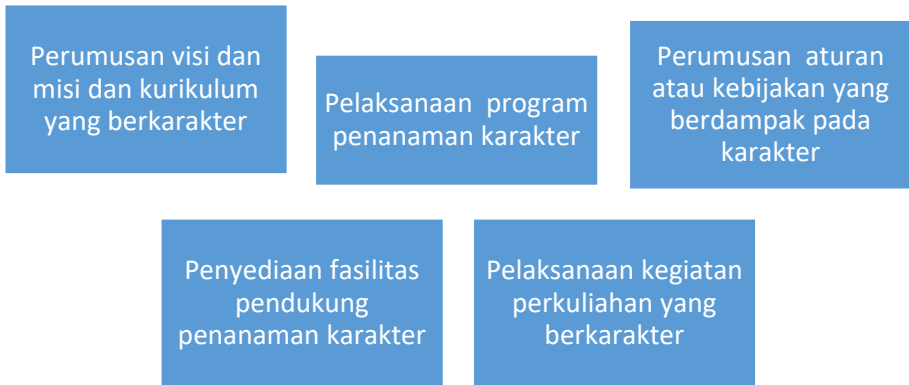 Perumusan visi dan
misi dan kurikulum
yang berkarakter
Pelaksanaan program
penanaman karakter
Perumusan aturan
atau kebijakan yang
berdampak pada
karakter
Penyediaan fasilitas
pendukung
penanaman karakter
Pelaksanaan kegiatan
perkuliahan yang
berkarakter